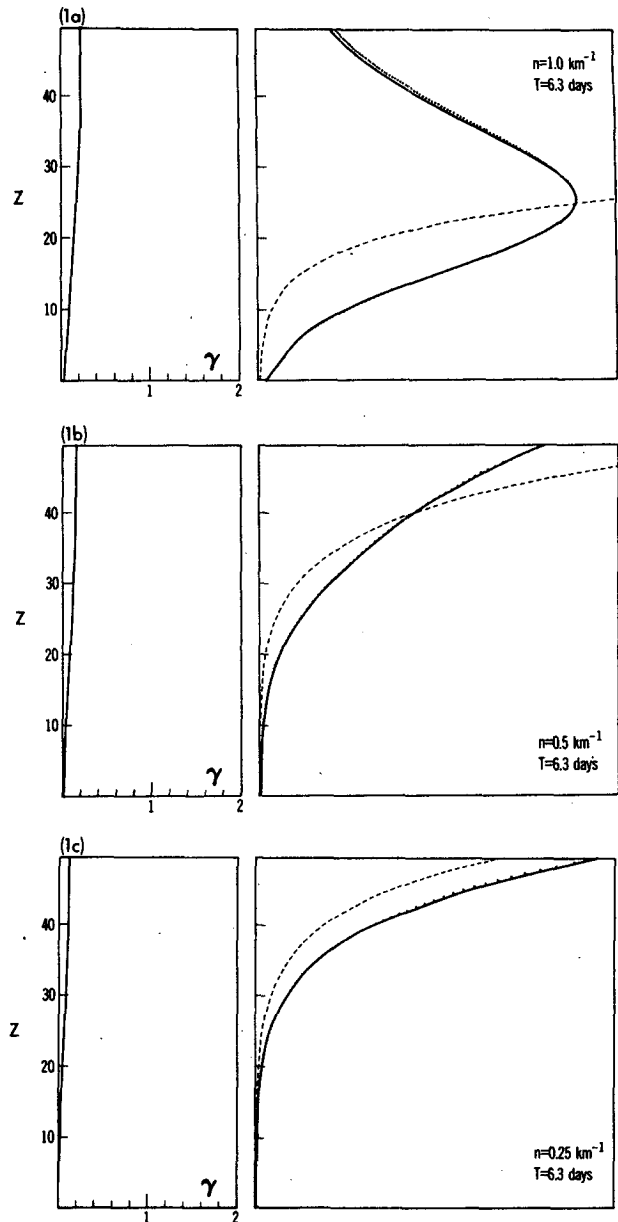 (1a)
40
30
20
10
Z
γ
1
2
n=1.0 km⁻¹
T=6.3 days
(1b)
40
30
20
10
Z
γ
1
2
n=0.5 km⁻¹
T=6.3 days
(1c)
40
30
20
10
Z
γ
1
2
n=0.25 km⁻¹
T=6.3 days